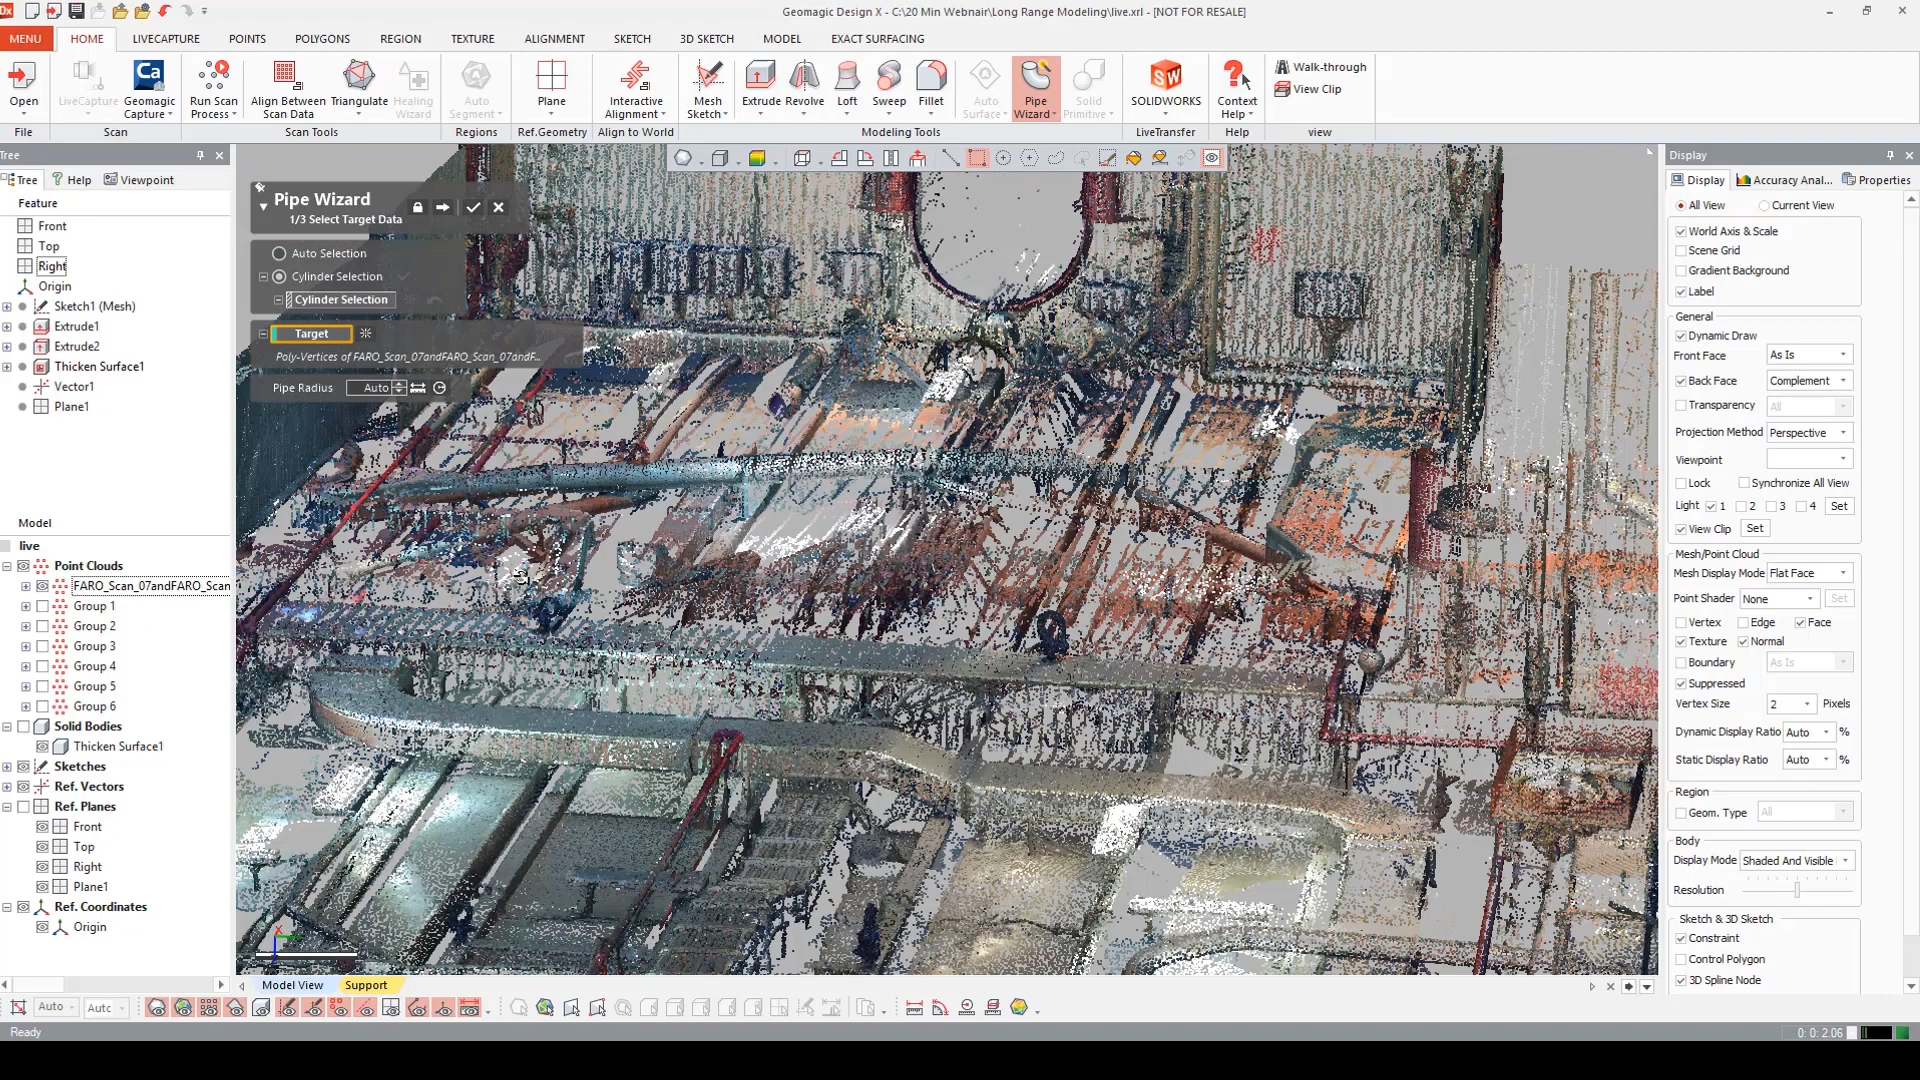 Dx
Geomagic Design X - C:\20 Min Webnair\Long Range Modeling\live.xrl - [NOT FOR RESALE]
MENU HOME LIVECAPTURE POINTS POLYGONS REGION TEXTURE ALIGNMENT SKETCH 3D SKETCH MODEL EXACT SURFACING
Open
LiveCapture
Ca
Geomagic Capture
Run Scan Process
Align Between Scan Data
Triangulate
Healing Wizard
Auto Segment
Plane
Interactive Alignment
Mesh Sketch
Extrude
Revolve
Loft
Sweep
Fillet
Auto Surface
Pipe Wizard
Solid Primitive
SW
SOLIDWORKS
Context Help
Walk-through
View Clip
File Scan Scan Tools Regions Ref.Geometry Align to World Modeling Tools LiveTransfer Help view
Tree
Tree Help Viewpoint
Feature
Front
Top
Right
Origin
Sketch1 (Mesh)
Extrude1
Extrude2
Thicken Surface1
Vector1
Plane1
Model
live
Point Clouds
FARO_Scan_07andFARO_Scan
Group 1
Group 2
Group 3
Group 4
Group 5
Group 6
Solid Bodies
Thicken Surface1
Sketches
Ref. Vectors
Ref. Planes
Front
Top
Right
Plane1
Ref. Coordinates
Origin
Pipe Wizard
1/3 Select Target Data
Auto Selection
Cylinder Selection
Cylinder Selection
Target
Poly-Vertices of FARO_Scan_07andFARO_Scan_07andF...
Pipe Radius Auto
X
Model View Support
Display
Display Accuracy Anal... Properties
All View Current View
World Axis & Scale
Scene Grid
Gradient Background
Label
General
Dynamic Draw
Front Face As Is
Back Face Complement
Transparency All
Projection Method Perspective
Viewpoint
Lock Synchronize All View
Light 1 2 3 4 Set
View Clip Set
Mesh/Point Cloud
Mesh Display Mode Flat Face
Point Shader None Set
Vertex Edge Face
Texture Normal
Boundary As Is
Suppressed
Vertex Size 2 Pixels
Dynamic Display Ratio Auto %
Static Display Ratio Auto %
Region
Geom. Type All
Body
Display Mode Shaded And Visible
Resolution
Sketch & 3D Sketch
Constraint
Control Polygon
3D Spline Node
Auto Autc
Ready
0: 0: 2.06